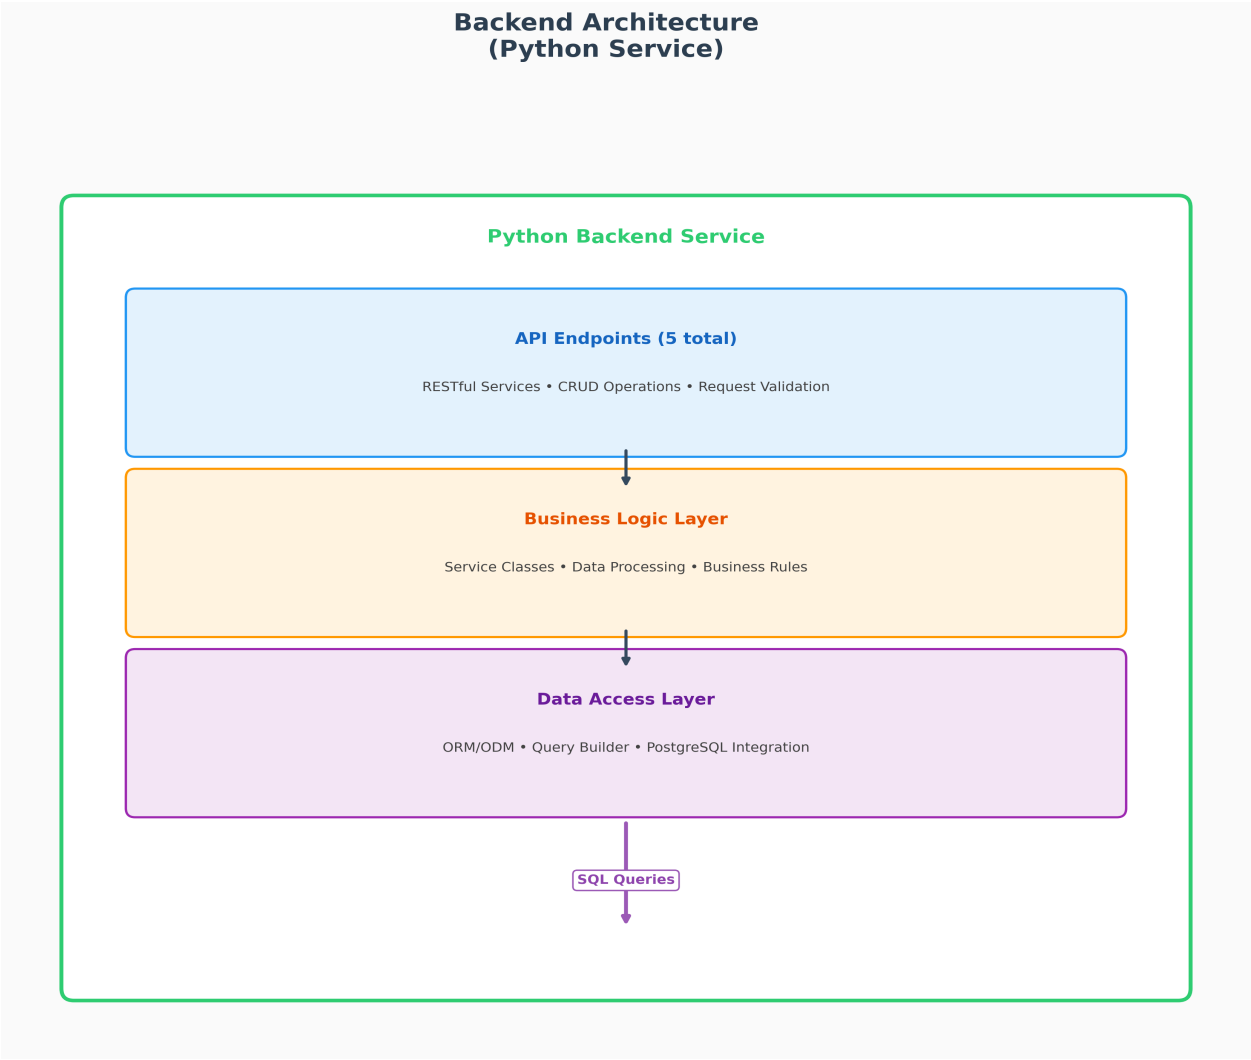 Backend Architecture
(Python Service)
Python Backend Service
API Endpoints (5 total)
RESTful Services • CRUD Operations • Request Validation
Business Logic Layer
Service Classes • Data Processing • Business Rules
Data Access Layer
ORM/ODM • Query Builder • PostgreSQL Integration
SQL Queries